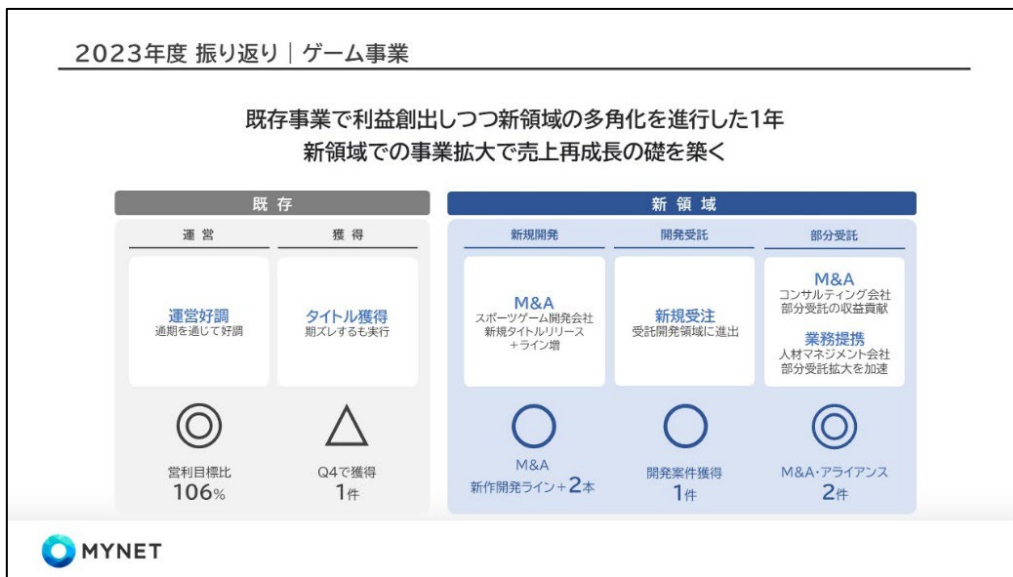 2023年度 振り返り｜ゲーム事業
既存事業で利益創出しつつ新領域の多角化を進行した1年
新領域での事業拡大で売上再成長の礎を築く
既存
運営
獲得
運営好調
通期を通じて好調
タイトル獲得
期ズレするも実行
営利目標比
106%
Q4で獲得
1件
新領域
新規開発
開発受託
部分受託
M&A
スポーツゲーム開発会社
新規タイトルリリース
+ライン増
新規受注
受託開発領域に進出
M&A
コンサルティング会社
部分受託の収益貢献
業務提携
人材マネジメント会社
部分受託拡大を加速
M&A
新作開発ライン+2本
開発案件獲得
1件
M&A・アライアンス
2件
MYNET